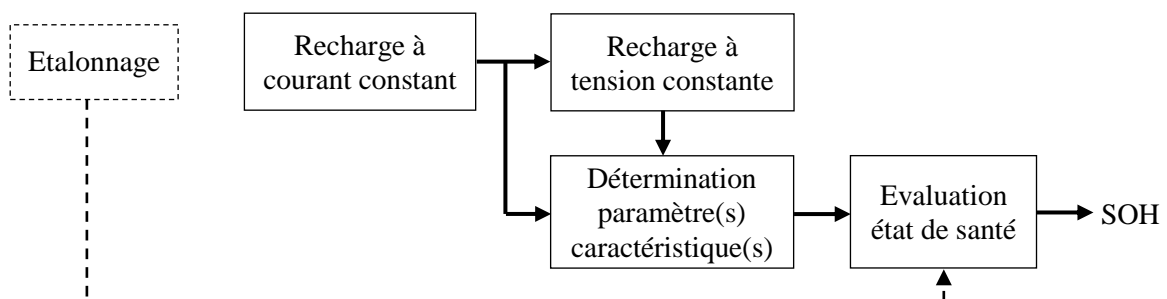 Etalonnage
Recharge à
courant constant
Recharge à
tension constante
Détermination
paramètre(s)
caractéristique(s)
Evaluation
état de santé
SOH